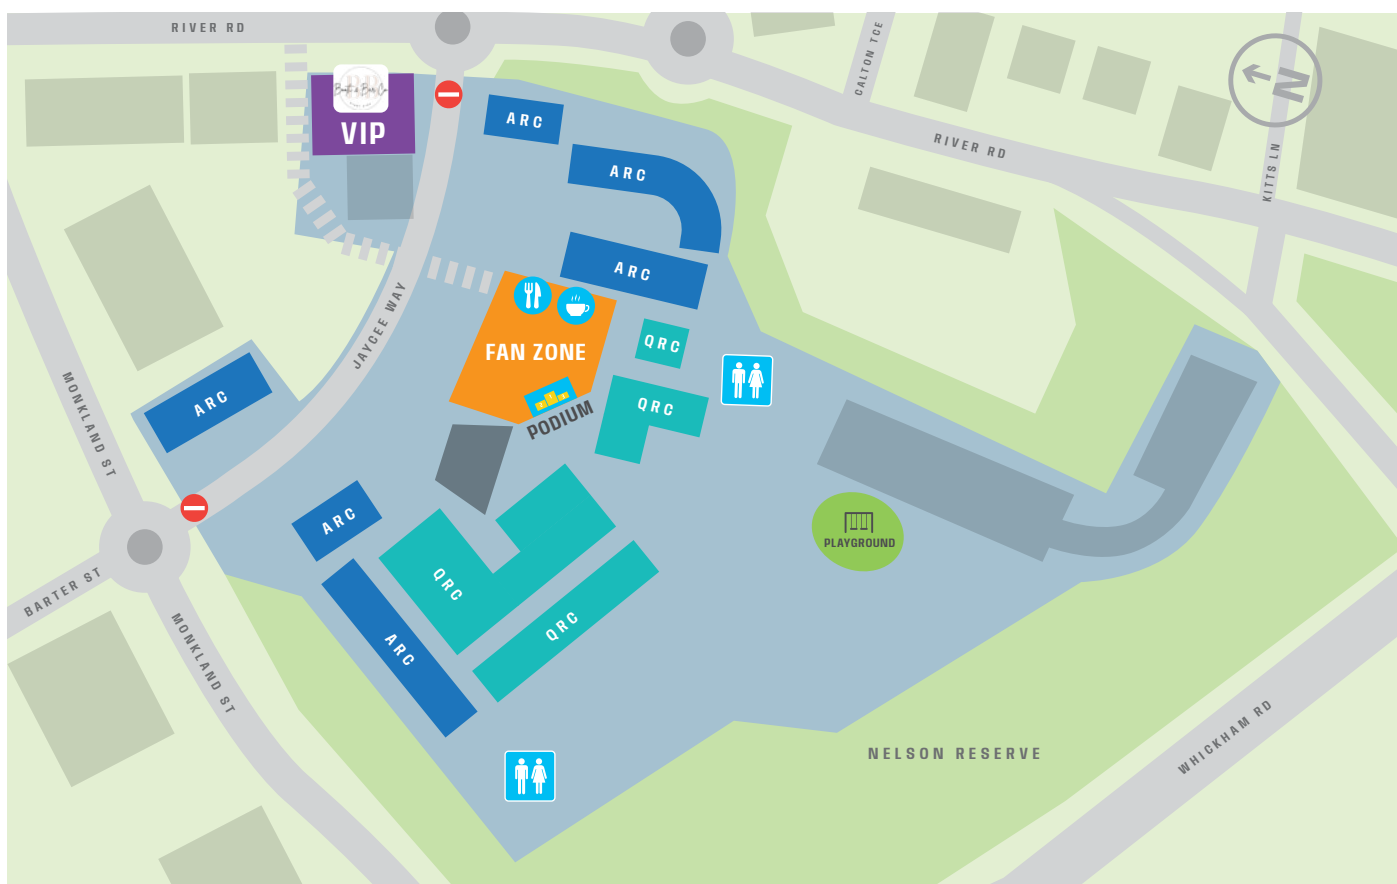 RIVER RD
CALTON TCE
N
RIVER RD
KITTS LN
VIP
ARC
ARC
ARC
JAYCEE WAY
FAN ZONE
QRC
QRC
PODIUM
MONKLAND ST
ARC
ARC
QRC
ARC
QRC
PLAYGROUND
BARTER ST
MONKLAND ST
NELSON RESERVE
WHICKHAM RD